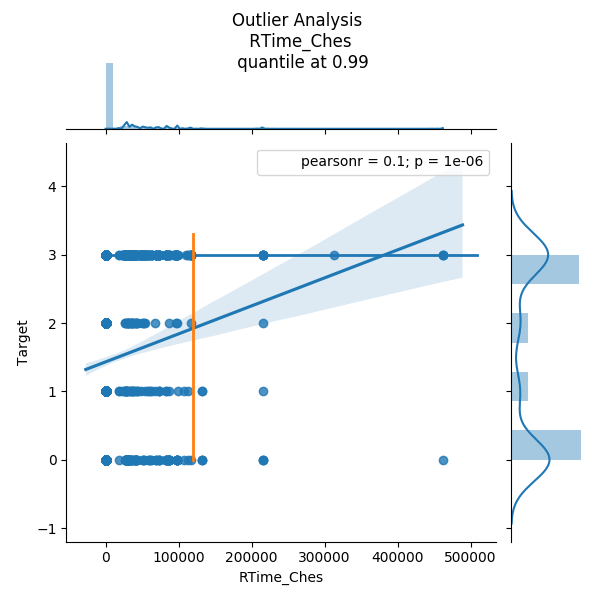 Outlier Analysis
RTime_Ches
quantile at 0.99
pearsonr = 0.1; p = 1e-06
4
3
2
1
0
−1
Target
0 100000 200000 300000 400000 500000
RTime_Ches